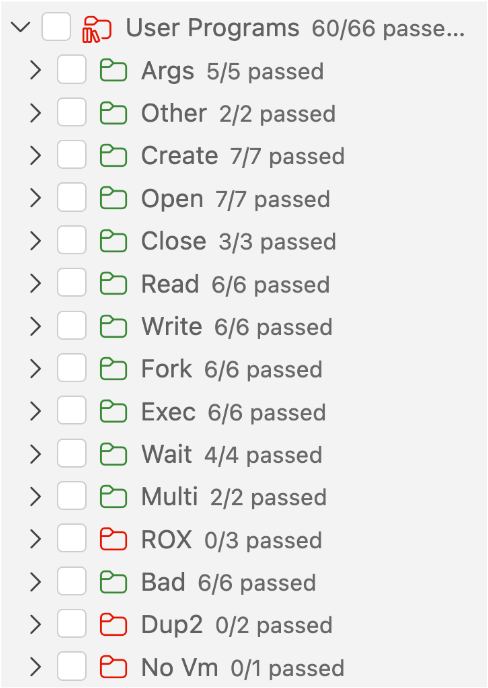 User Programs 60/66 passe...
Args 5/5 passed
Other 2/2 passed
Create 7/7 passed
Open 7/7 passed
Close 3/3 passed
Read 6/6 passed
Write 6/6 passed
Fork 6/6 passed
Exec 6/6 passed
Wait 4/4 passed
Multi 2/2 passed
ROX 0/3 passed
Bad 6/6 passed
Dup2 0/2 passed
No Vm 0/1 passed